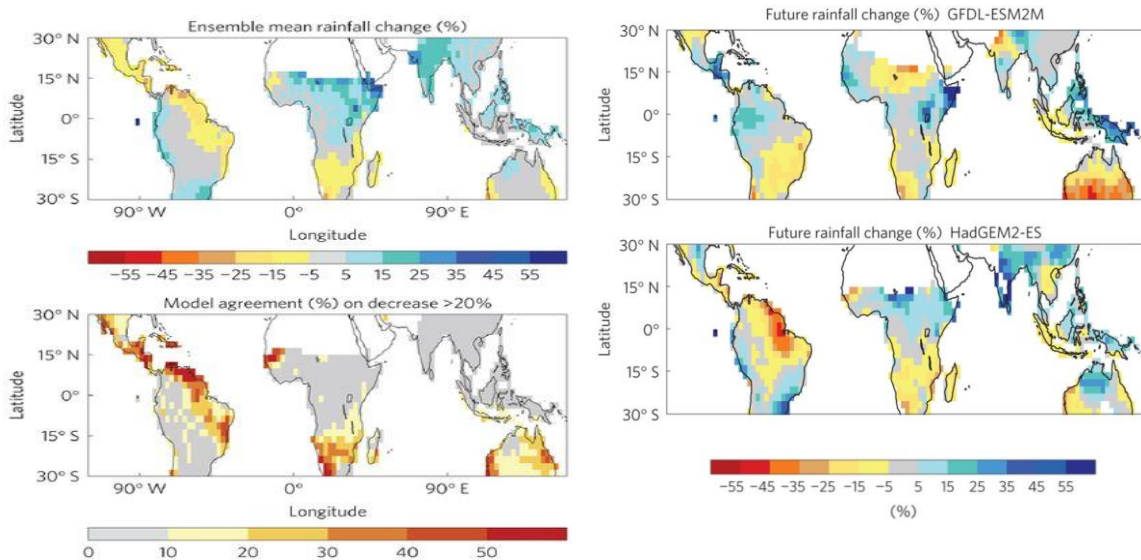 Ensemble mean rainfall change (%)
30° N
15° N
0°
15° S
30° S
Latitude
90° W 0° 90° E
Longitude
−55 −45 −35 −25 −15 −5 5 15 25 35 45 55
Model agreement (%) on decrease >20%
30° N
15° N
0°
15° S
30° S
Latitude
90° W 0° 90° E
Longitude
0 10 20 30 40 50
Future rainfall change (%) GFDL-ESM2M
30° N
15° N
0°
15° S
30° S
Latitude
Future rainfall change (%) HadGEM2-ES
30° N
15° N
0°
15° S
30° S
Latitude
−55 −45 −35 −25 −15 −5 5 15 25 35 45 55
(%)